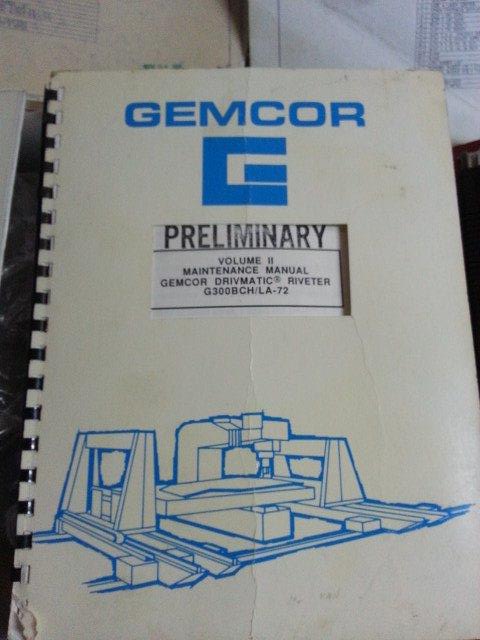 GEMCOR
G
PRELIMINARY
VOLUME II
MAINTENANCE MANUAL
GEMCOR DRIVMATIC® RIVETER
G300BCH/LA-72